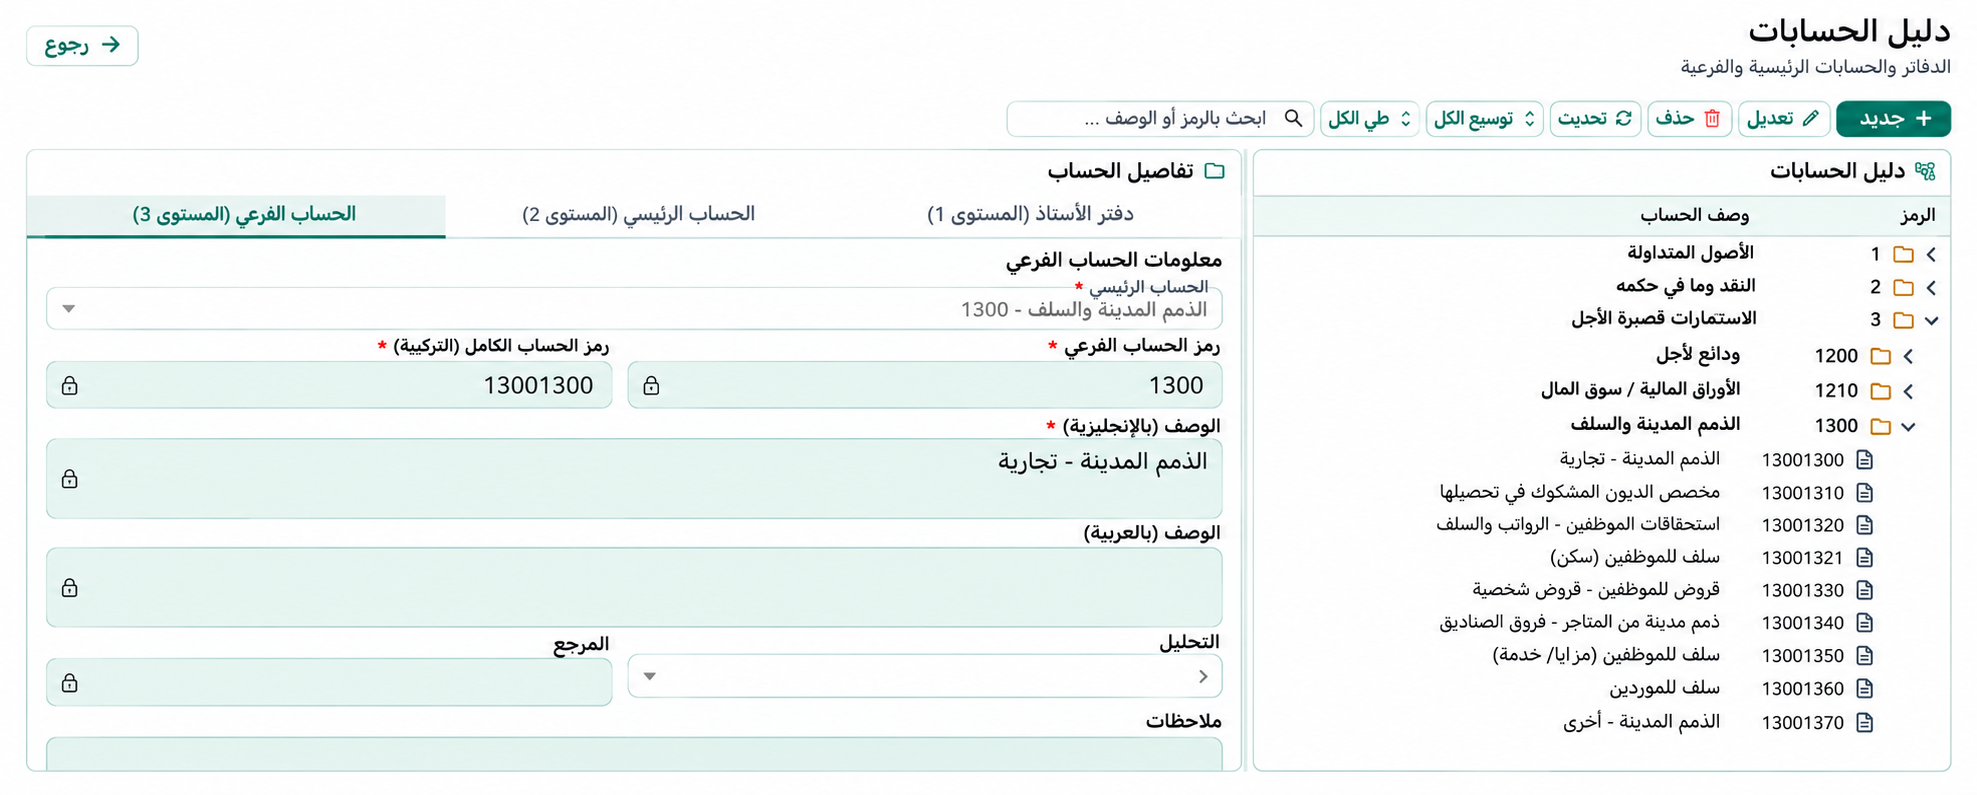 دليل الحسابات
الدفاتر والحسابات الرئيسية والفرعية
رجوع
جديد
تعديل
حذف
تحديث
توسيع الكل
طي الكل
ابحث بالرمز أو الوصف ...
دليل الحسابات
الرمز وصف الحساب
1 الأصول المتداولة
2 النقد وما في حكمه
3 الاستمارات قصبرة الأجل
1200 ودائع لأجل
1210 الأوراق المالية / سوق المال
1300 الذمم المدينة والسلف
13001300 الذمم المدينة - تجارية
13001310 مخصص الديون المشكوك في تحصيلها
13001320 استحقاقات الموظفين - الرواتب والسلف
13001321 سلف للموظفين (سكن)
13001330 قروض للموظفين - قروض شخصية
13001340 ذمم مدينة من المتاجر - فروق الصناديق
13001350 سلف للموظفين (مزايا/ خدمة)
13001360 سلف للموردين
13001370 الذمم المدينة - أخرى
تفاصيل الحساب
دفتر الأستاذ (المستوى 1)
الحساب الرئيسي (المستوى 2)
الحساب الفرعي (المستوى 3)
معلومات الحساب الفرعي
الحساب الرئيسي *
الذمم المدينة والسلف - 1300
رمز الحساب الفرعي *
1300
رمز الحساب الكامل (التركيبة) *
13001300
الوصف (بالإنجليزية) *
الذمم المدينة - تجارية
الوصف (بالعربية)
التحليل
المرجع
ملاحظات